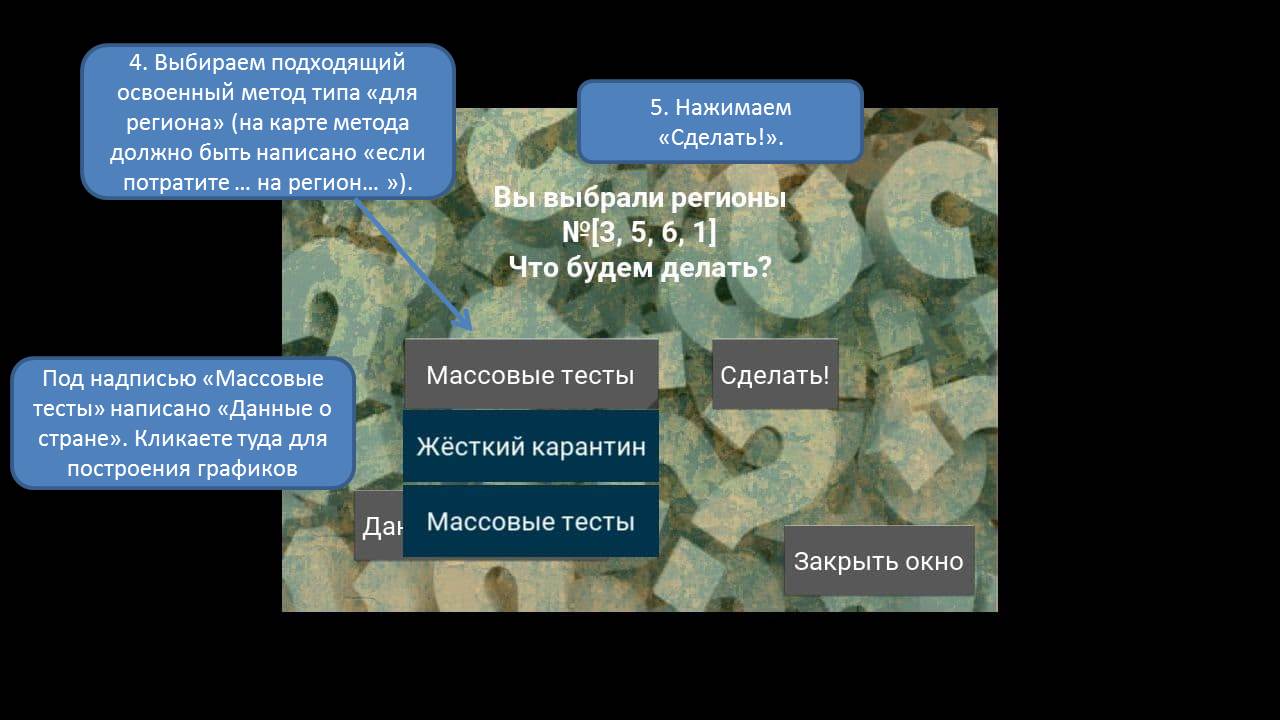 4. Выбираем подходящий
освоенный метод типа «для
региона» (на карте метода
должно быть написано «если
потратите … на регион… »).
5. Нажимаем
«Сделать!».
Вы выбрали регионы
№[3, 5, 6, 1]
Что будем делать?
Массовые тесты
Сделать!
Под надписью «Массовые
тесты» написано «Данные о
стране». Кликаете туда для
построения графиков
Жёсткий карантин
Массовые тесты
Закрыть окно